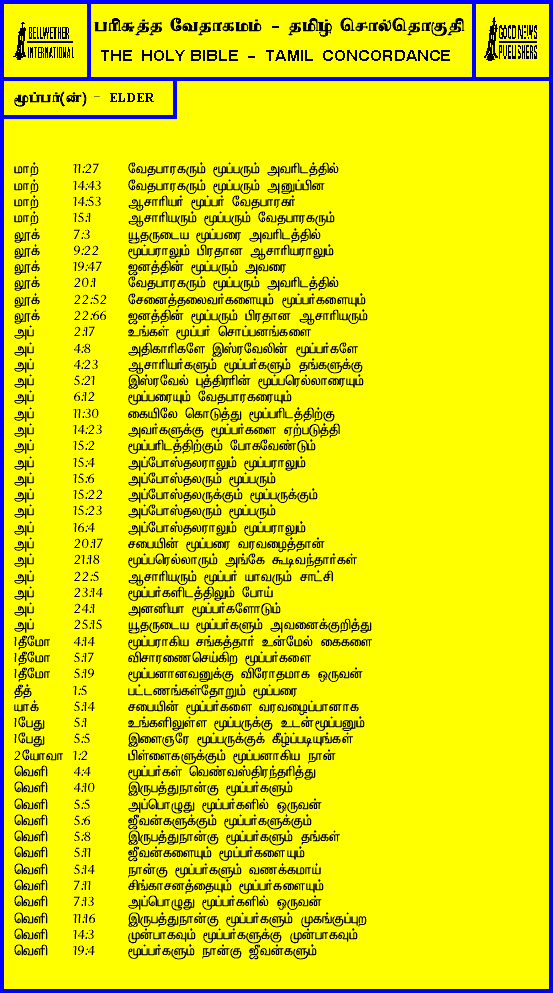 BELLWETHER
INTERNATIONAL
பரிசுத்த வேதாகமம் - தமிழ் சொல்தொகுதி
THE HOLY BIBLE - TAMIL CONCORDANCE
GOOD NEWS
PUBLISHERS
மூப்பர்(ன்) - ELDER
மாற் 11:27 வேதபாரகரும் மூப்பரும் அவரிடத்தில்
மாற் 14:43 வேதபாரகரும் மூப்பரும் அனுப்பின
மாற் 14:53 ஆசாரியர் மூப்பர் வேதபாரகர்
மாற் 15:1 ஆசாரியரும் மூப்பரும் வேதபாரகரும்
லூக் 7:3 யூதருடைய மூப்பரை அவரிடத்தில்
லூக் 9:22 மூப்பராலும் பிரதான ஆசாரியராலும்
லூக் 19:47 ஜனத்தின் மூப்பரும் அவரை
லூக் 20:1 வேதபாரகரும் மூப்பரும் அவரிடத்தில்
லூக் 22:52 சேனைத்தலைவர்களையும் மூப்பர்களையும்
லூக் 22:66 ஜனத்தின் மூப்பரும் பிரதான ஆசாரியரும்
அப் 2:17 உங்கள் மூப்பர் சொப்பனங்களை
அப் 4:8 அதிகாரிகளே இஸ்ரவேலின் மூப்பர்களே
அப் 4:23 ஆசாரியர்களும் மூப்பர்களும் தங்களுக்கு
அப் 5:21 இஸ்ரவேல் புத்திரரின் மூப்பரெல்லாரையும்
அப் 6:12 மூப்பரையும் வேதபாரகரையும்
அப் 11:30 கையிலே கொடுத்து மூப்பரிடத்திற்கு
அப் 14:23 அவர்களுக்கு மூப்பர்களை ஏற்படுத்தி
அப் 15:2 மூப்பரிடத்திற்கும் போகவேண்டும்
அப் 15:4 அப்போஸ்தலராலும் மூப்பராலும்
அப் 15:6 அப்போஸ்தலரும் மூப்பரும்
அப் 15:22 அப்போஸ்தலருக்கும் மூப்பருக்கும்
அப் 15:23 அப்போஸ்தலரும் மூப்பரும்
அப் 16:4 அப்போஸ்தலராலும் மூப்பராலும்
அப் 20:17 சபையின் மூப்பரை வரவழைத்தான்
அப் 21:18 மூப்பரெல்லாரும் அங்கே கூடிவந்தார்கள்
அப் 22:5 ஆசாரியரும் மூப்பர் யாவரும் சாட்சி
அப் 23:14 மூப்பர்களிடத்திலும் போய்
அப் 24:1 அனனியா மூப்பர்களோடும்
அப் 25:15 யூதருடைய மூப்பர்களும் அவனைக்குறித்து
1தீமோ 4:14 மூப்பராகிய சங்கத்தார் உன்மேல் கைகளை
1தீமோ 5:17 விசாரணைசெய்கிற மூப்பர்களை
1தீமோ 5:19 மூப்பனானவனுக்கு விரோதமாக ஒருவன்
தீத் 1:5 பட்டணங்கள்தோறும் மூப்பரை
யாக் 5:14 சபையின் மூப்பர்களை வரவழைப்பானாக
1பேது 5:1 உங்களிலுள்ள மூப்பருக்கு உடன்மூப்பனும்
1பேது 5:5 இளைஞரே மூப்பருக்குக் கீழ்ப்படியுங்கள்
2யோவா 1:2 பிள்ளைகளுக்கும் மூப்பனாகிய நான்
வெளி 4:4 மூப்பர்கள் வெண்வஸ்திரந்தரித்து
வெளி 4:10 இருபத்துநான்கு மூப்பர்களும்
வெளி 5:5 அப்பொழுது மூப்பர்களில் ஒருவன்
வெளி 5:6 ஜீவன்களுக்கும் மூப்பர்களுக்கும்
வெளி 5:8 இருபத்துநான்கு மூப்பர்களும் தங்கள்
வெளி 5:11 ஜீவன்களையும் மூப்பர்களையும்
வெளி 5:14 நான்கு மூப்பர்களும் வணக்கமாய்
வெளி 7:11 சிங்காசனத்தையும் மூப்பர்களையும்
வெளி 7:13 அப்பொழுது மூப்பர்களில் ஒருவன்
வெளி 11:16 இருபத்துநான்கு மூப்பர்களும் முகங்குப்புற
வெளி 14:3 முன்பாகவும் மூப்பர்களுக்கு முன்பாகவும்
வெளி 19:4 மூப்பர்களும் நான்கு ஜீவன்களும்